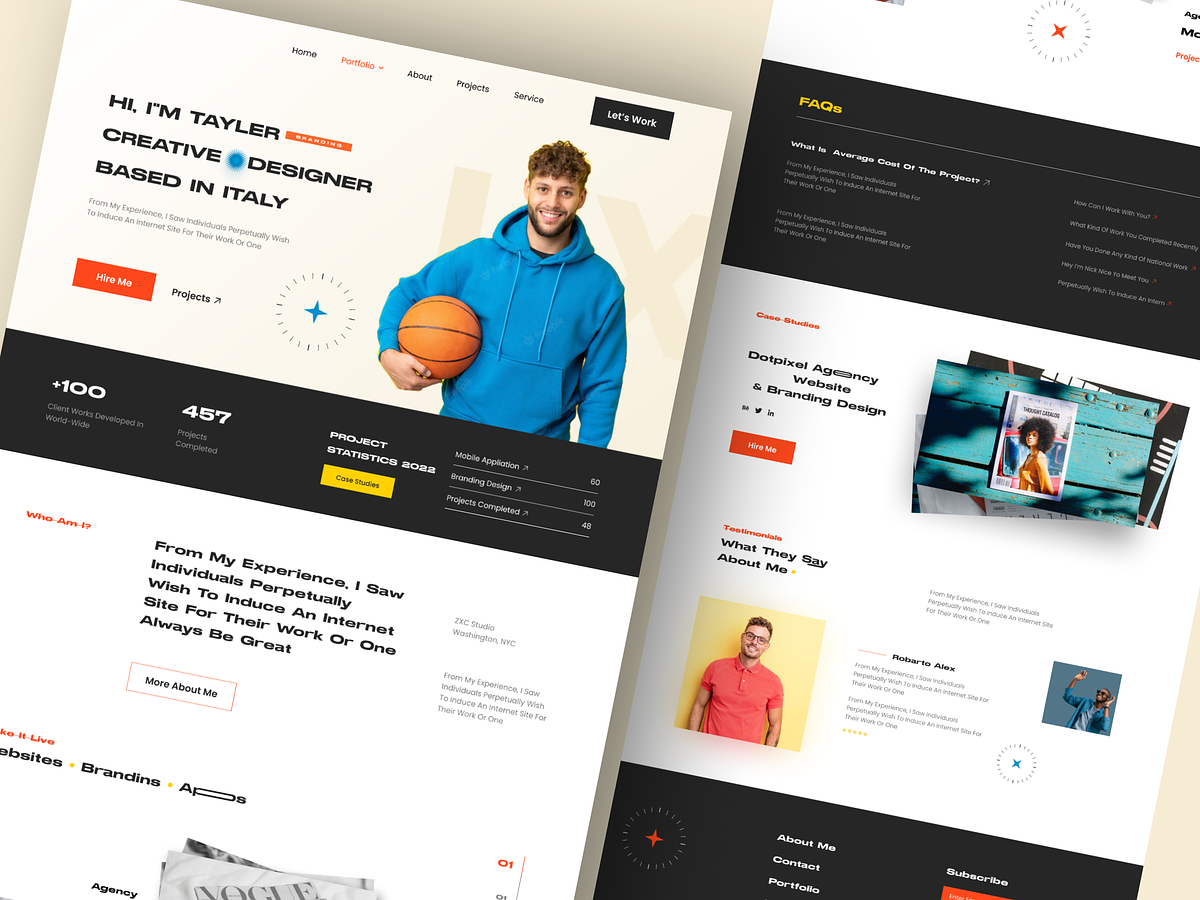 Home
Portfolio
About
Projects
Service
Let's Work
HI, I'M TAYLER
BRANDING
CREATIVE DESIGNER
BASED IN ITALY
From My Experience, I Saw Individuals Perpetually Wish
To Induce An Internet Site For Their Work Or One
Hire Me
Projects
+100
Client Works Developed In
World-Wide
457
Projects
Completed
PROJECT
STATISTICS 2022
Case Studies
Mobile Appliation
60
Branding Design
100
Projects Completed
48
Who Am I?
From My Experience, I Saw
Individuals Perpetually
Wish To Induce An Internet
Site For Their Work Or One
Always Be Great
More About Me
ZXC Studio
Washington, NYC
From My Experience, I Saw
Individuals Perpetually Wish
To Induce An Internet Site For
Their Work Or One
ke It Live
ebsites • Brandins • Apps
Agency
VOGUE
01
FAQs
What Is Average Cost Of The Project?
From My Experience, I Saw Individuals
Perpetually Wish To Induce An Internet Site For
Their Work Or One
From My Experience, I Saw Individuals
Perpetually Wish To Induce An Internet Site For
Their Work Or One
How Can I Work With You?
What Kind Of Work You Completed Recently
Have You Done Any Kind Of National Work
Hey I'm Nick Nice Yo Meet You
Perpetually Wish To Induce An Intern
Case Studies
Dotpixel Agency
Website
& Branding Design
Hire Me
THOUGHT CATALOG
Testimonials
What They Say
About Me
From My Experience, I Saw Individuals
Perpetually Wish To Induce An Internet Site For
Their Work Or One
Robarto Alex
From My Experience, I Saw Individuals
Perpetually Wish To Induce An Internet Site For
Their Work Or One
From My Experience, I Saw Individuals
Perpetually Wish To Induce An Internet Site For
Their Work Or One
About Me
Contact
Portfolio
Subscribe